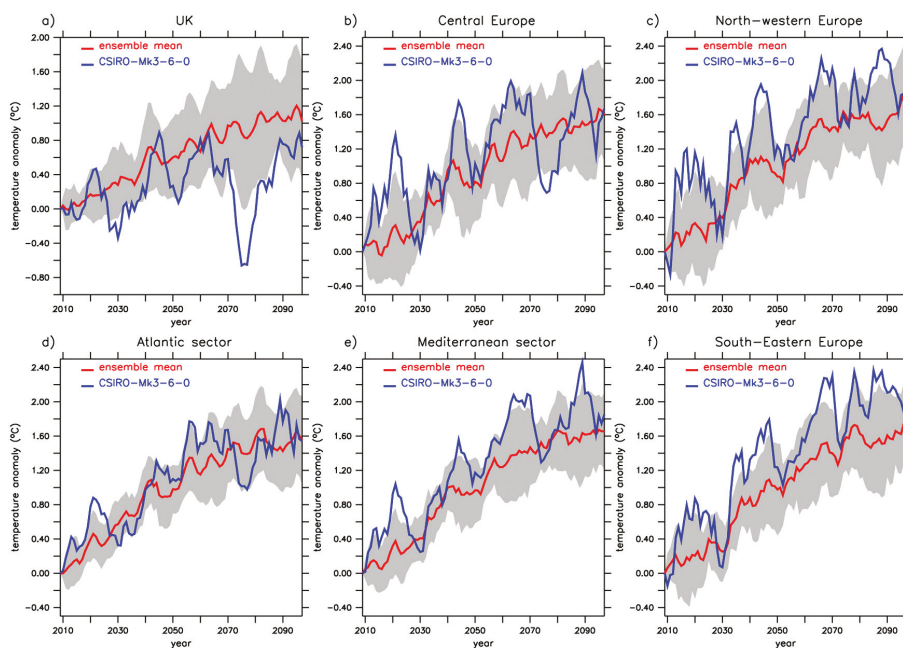 a) UK
2.00
1.60
1.20
0.80
0.40
0.00
−0.40
−0.80
temperature anomaly (°C)
ensemble mean
CSIRO−Mk3−6−0
2010 2030 2050 2070 2090
year
b) Central Europe
2.40
2.00
1.60
1.20
0.80
0.40
0.00
−0.40
temperature anomaly (°C)
ensemble mean
CSIRO−Mk3−6−0
2010 2030 2050 2070 2090
year
c) North−western Europe
2.40
2.00
1.60
1.20
0.80
0.40
0.00
−0.40
temperature anomaly (°C)
ensemble mean
CSIRO−Mk3−6−0
2010 2030 2050 2070 2090
year
d) Atlantic sector
2.40
2.00
1.60
1.20
0.80
0.40
0.00
−0.40
temperature anomaly (°C)
ensemble mean
CSIRO−Mk3−6−0
2010 2030 2050 2070 2090
year
e) Mediterranean sector
2.40
2.00
1.60
1.20
0.80
0.40
0.00
−0.40
temperature anomaly (°C)
ensemble mean
CSIRO−Mk3−6−0
2010 2030 2050 2070 2090
year
f) South−Eastern Europe
2.40
2.00
1.60
1.20
0.80
0.40
0.00
−0.40
temperature anomaly (°C)
ensemble mean
CSIRO−Mk3−6−0
2010 2030 2050 2070 2090
year